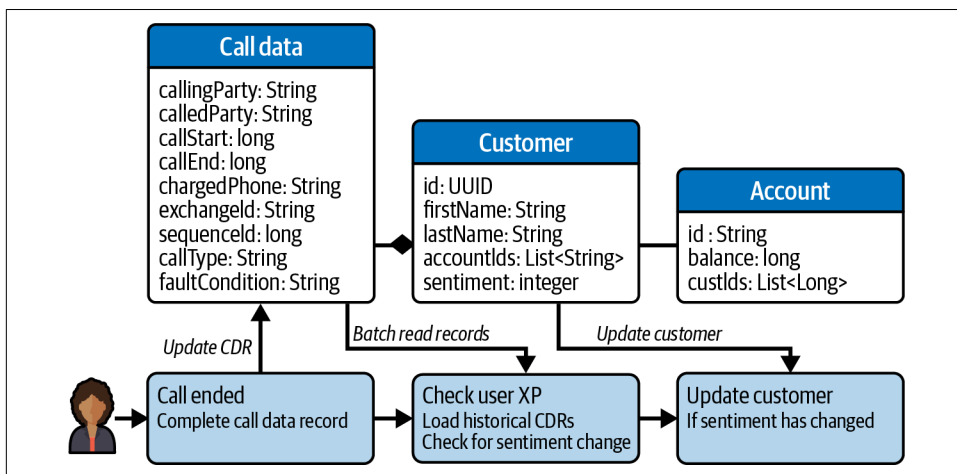 Call data
callingParty: String
calledParty: String
callStart: long
callEnd: long
chargedPhone: String
exchangeId: String
sequenceId: long
callType: String
faultCondition: String
Customer
id: UUID
firstName: String
lastName: String
accountIds: List<String>
sentiment: integer
Account
id : String
balance: long
custIds: List<Long>
Update CDR
Batch read records
Update customer
Call ended
Complete call data record
Check user XP
Load historical CDRs
Check for sentiment change
Update customer
If sentiment has changed